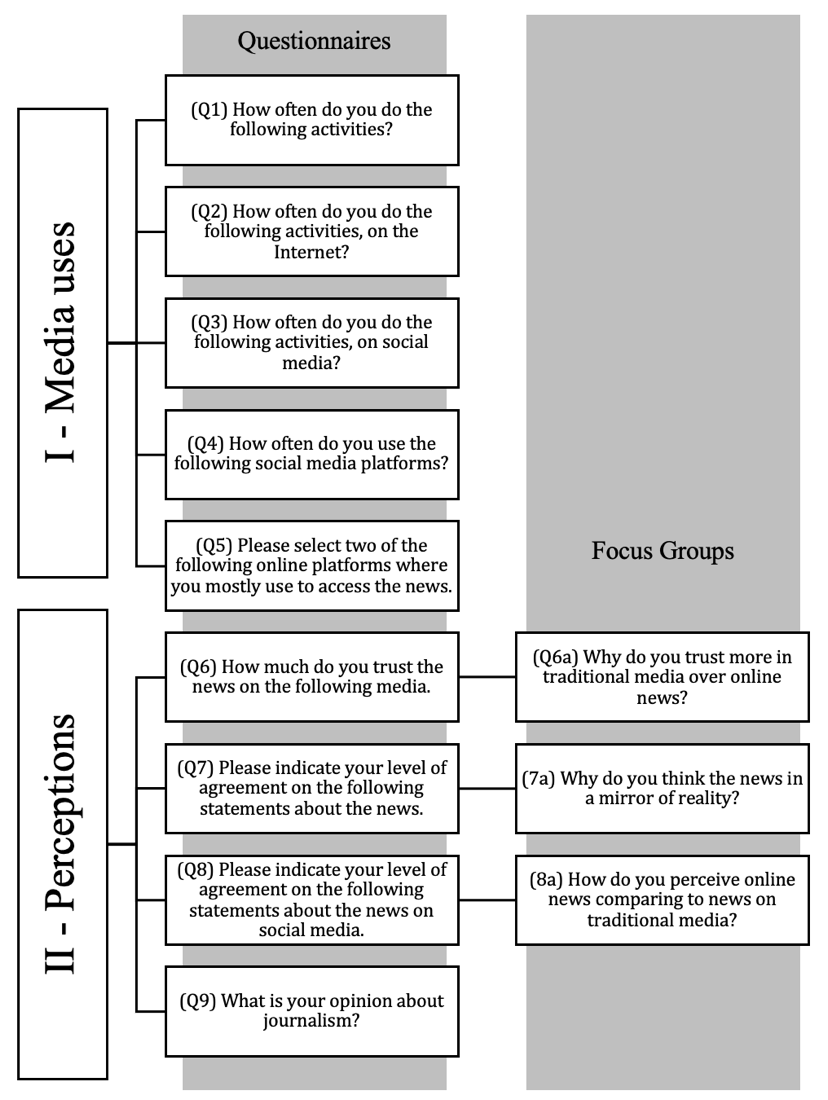 Questionnaires
I - Media uses
(Q1) How often do you do the
following activities?
(Q2) How often do you do the
following activities, on the
Internet?
(Q3) How often do you do the
following activities, on social
media?
(Q4) How often do you use the
following social media platforms?
(Q5) Please select two of the
following online platforms where
you mostly use to access the news.
Focus Groups
II - Perceptions
(Q6) How much do you trust the
news on the following media.
(Q6a) Why do you trust more in
traditional media over online
news?
(Q7) Please indicate your level of
agreement on the following
statements about the news.
(7a) Why do you think the news in
a mirror of reality?
(Q8) Please indicate your level of
agreement on the following
statements about the news on
social media.
(8a) How do you perceive online
news comparing to news on
traditional media?
(Q9) What is your opinion about
journalism?